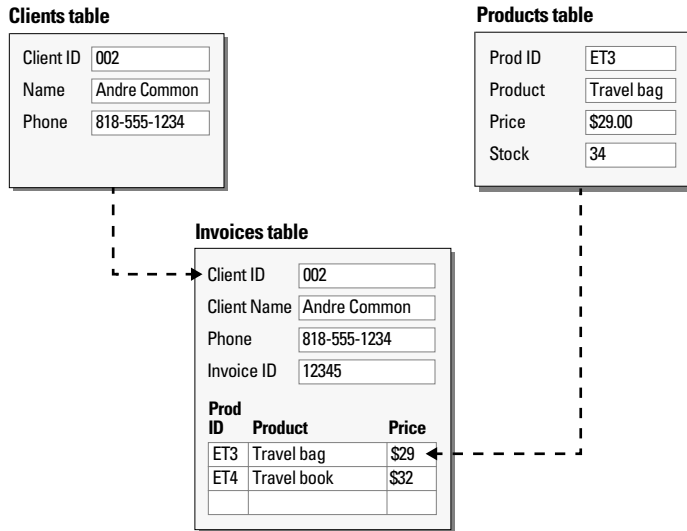 Clients table
Client ID 002
Name Andre Common
Phone 818-555-1234
Products table
Prod ID ET3
Product Travel bag
Price $29.00
Stock 34
Invoices table
Client ID 002
Client Name Andre Common
Phone 818-555-1234
Invoice ID 12345
Prod
ID Product Price
ET3 Travel bag $29
ET4 Travel book $32